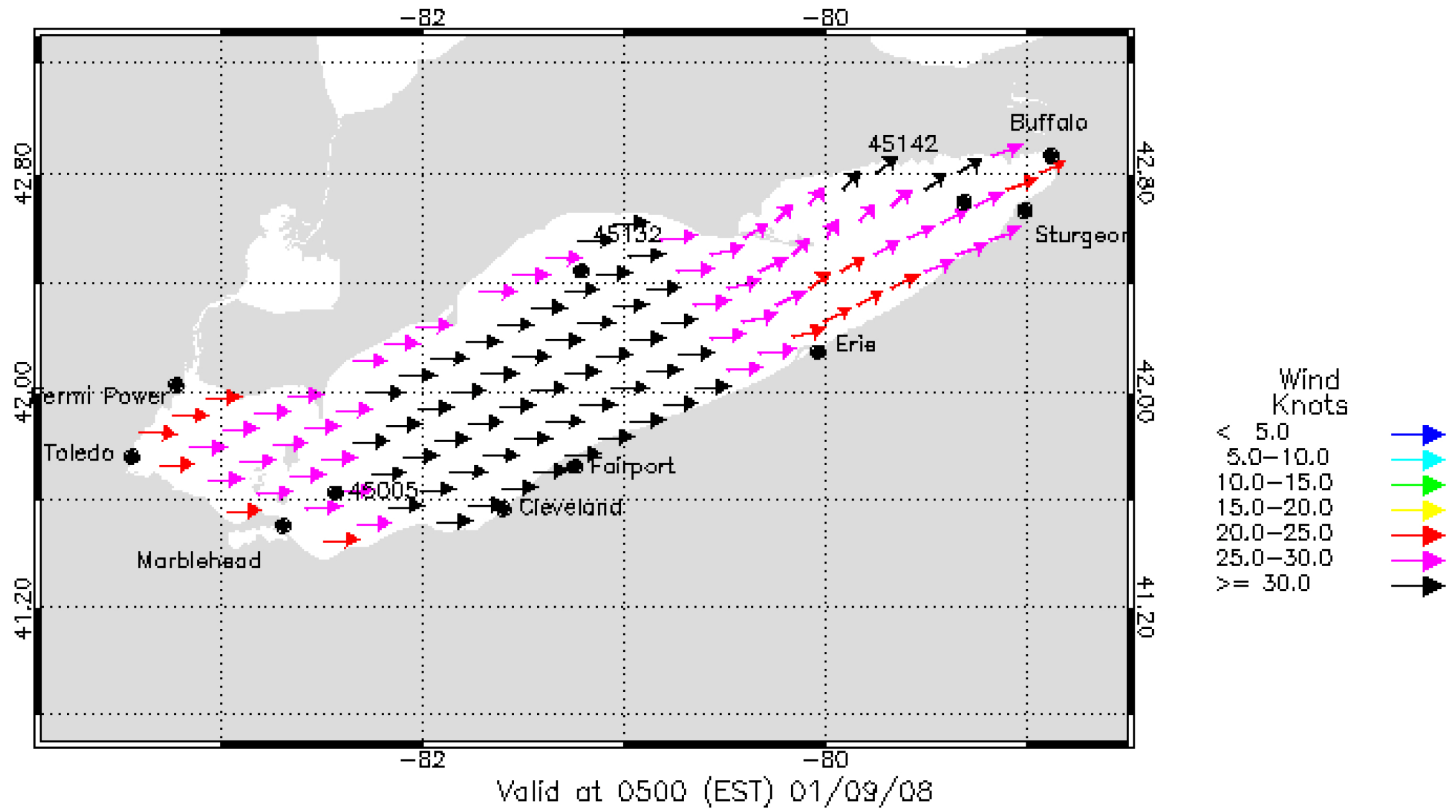 -82 -80
Buffalo
45142
42.80 42.80
Sturgeon
45132
Erie
42.00 42.00
ermi Power
Toledo
Fairport
45005
Cleveland
Marblehead
41.20 41.20
-82 -80
Valid at 0500 (EST) 01/09/08
Wind
Knots
< 5.0
5.0-10.0
10.0-15.0
15.0-20.0
20.0-25.0
25.0-30.0
>= 30.0